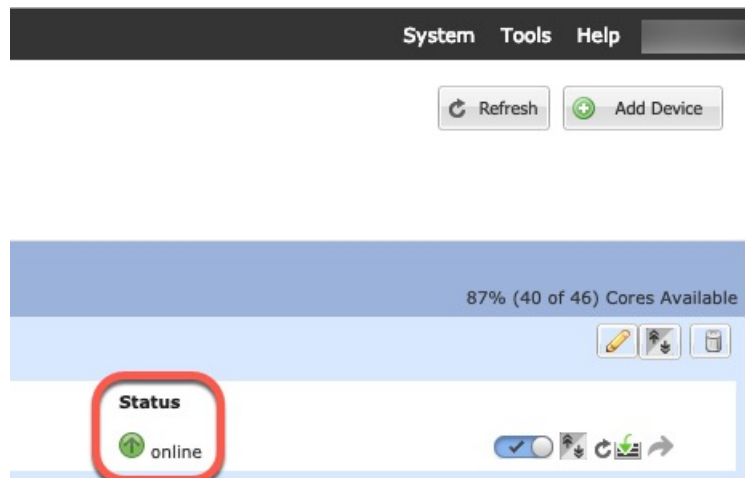 System Tools Help
Refresh Add Device
87% (40 of 46) Cores Available
Status
online